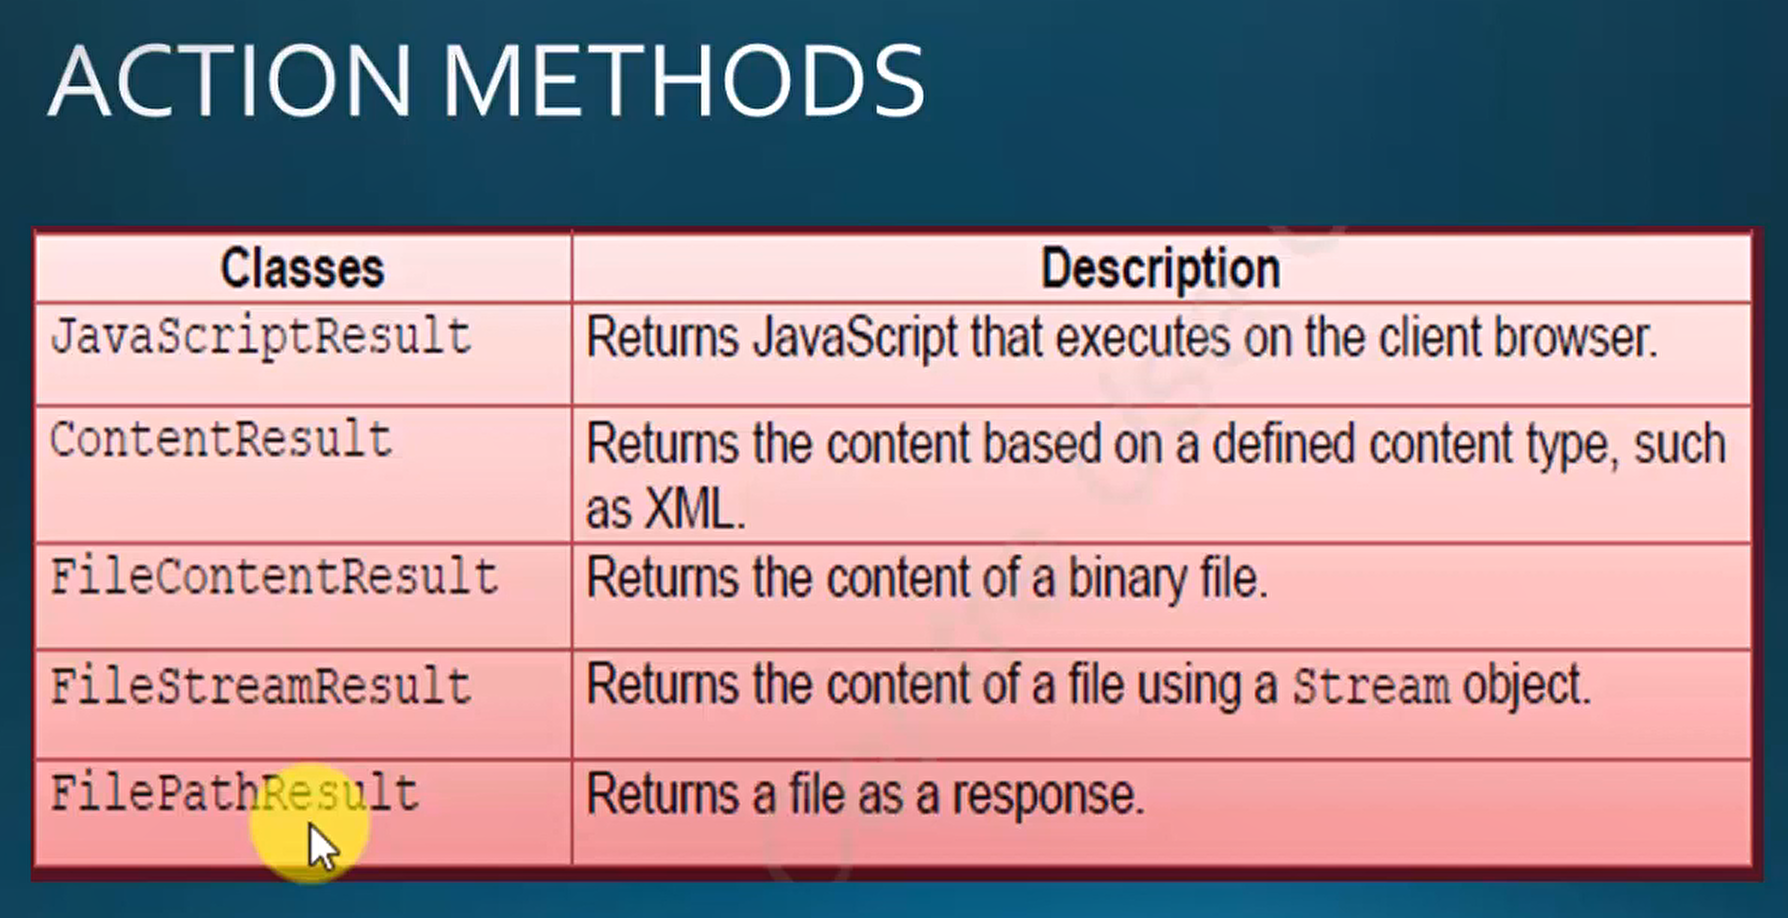 ACTION METHODS
Classes Description
JavaScriptResult Returns JavaScript that executes on the client browser.
ContentResult Returns the content based on a defined content type, such
as XML.
FileContentResult Returns the content of a binary file.
FileStreamResult Returns the content of a file using a Stream object.
FilePathResult Returns a file as a response.